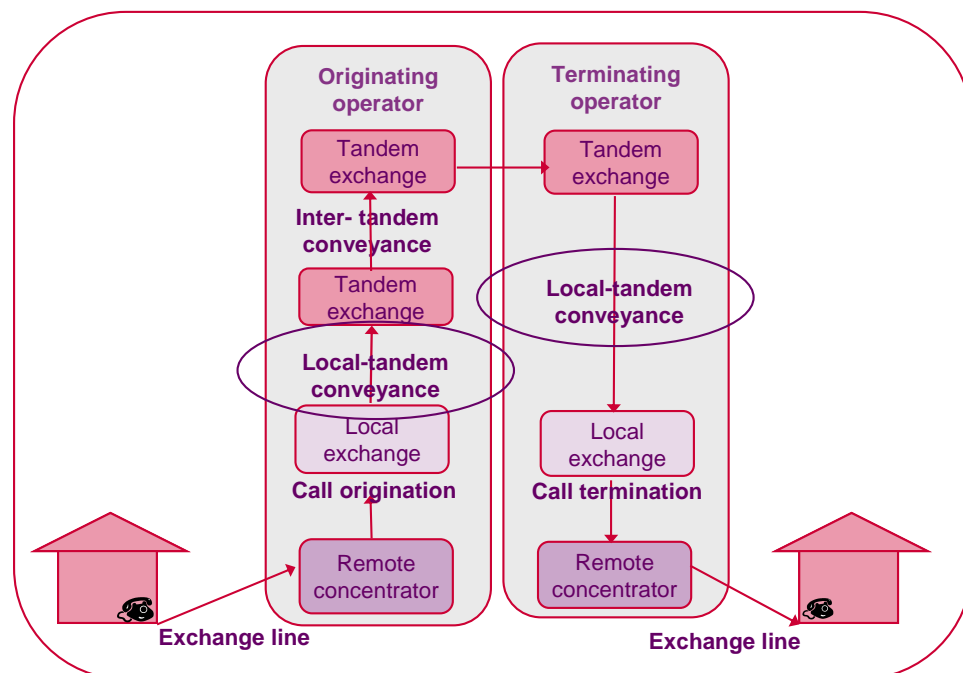 Originating
operator
Terminating
operator
Tandem
exchange
Tandem
exchange
Inter- tandem
conveyance
Tandem
exchange
Local-tandem
conveyance
Local-tandem
conveyance
Local
exchange
Local
exchange
Call origination
Call termination
Remote
concentrator
Remote
concentrator
Exchange line
Exchange line